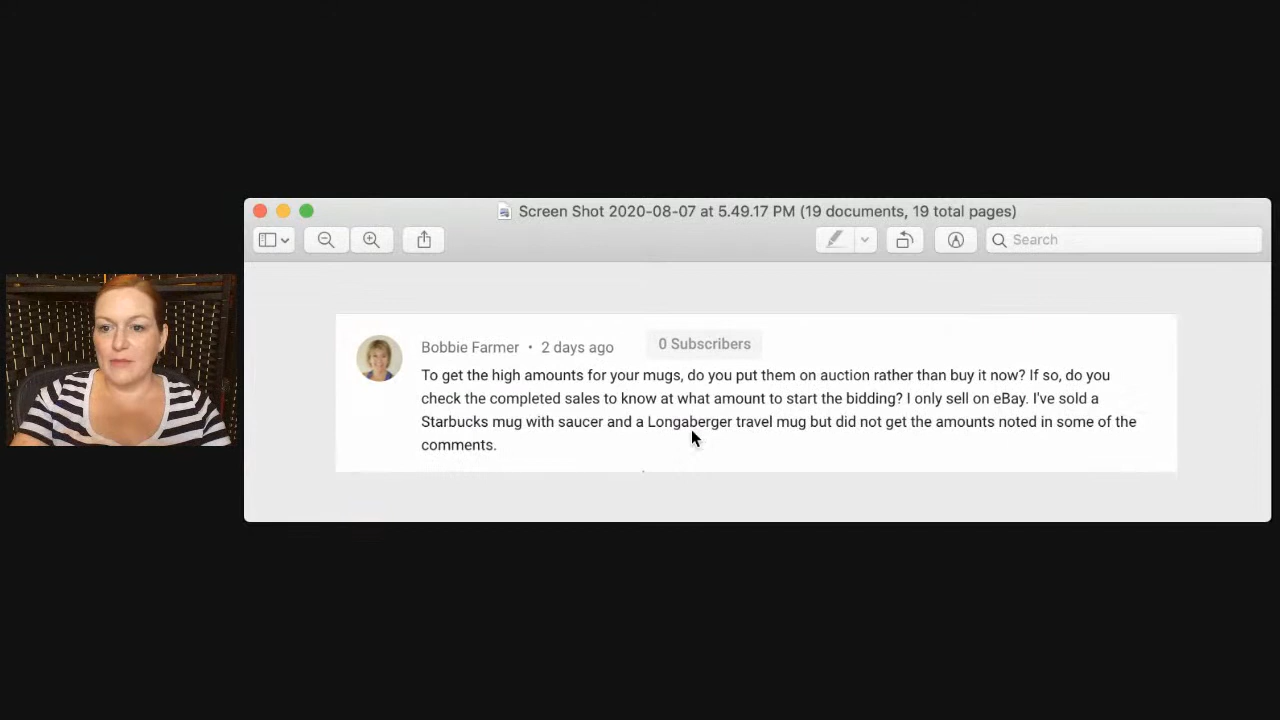 Screen Shot 2020-08-07 at 5.49.17 PM (19 documents, 19 total pages)
Search
Bobbie Farmer • 2 days ago
0 Subscribers
To get the high amounts for your mugs, do you put them on auction rather than buy it now? If so, do you
check the completed sales to know at what amount to start the bidding? I only sell on eBay. I've sold a
Starbucks mug with saucer and a Longaberger travel mug but did not get the amounts noted in some of the
comments.